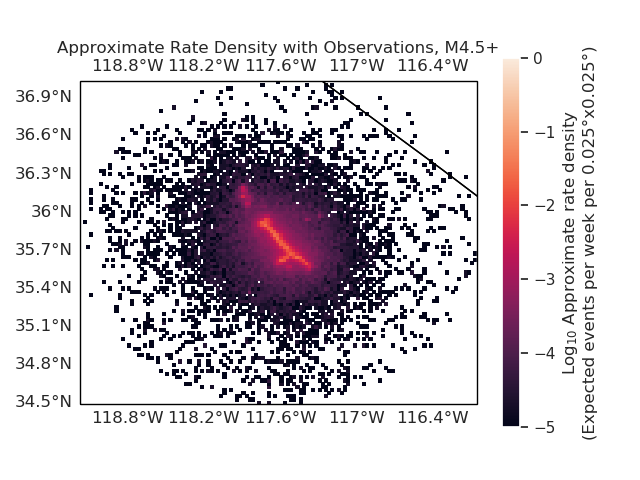 Approximate Rate Density with Observations, M4.5+
118.8°W 118.2°W 117.6°W 117°W 116.4°W
36.9°N
36.6°N
36.3°N
36°N
35.7°N
35.4°N
35.1°N
34.8°N
34.5°N
118.8°W 118.2°W 117.6°W 117°W 116.4°W
0
−1
−2
−3
−4
−5
Log10 Approximate rate density
(Expected events per week per 0.025°x0.025°)